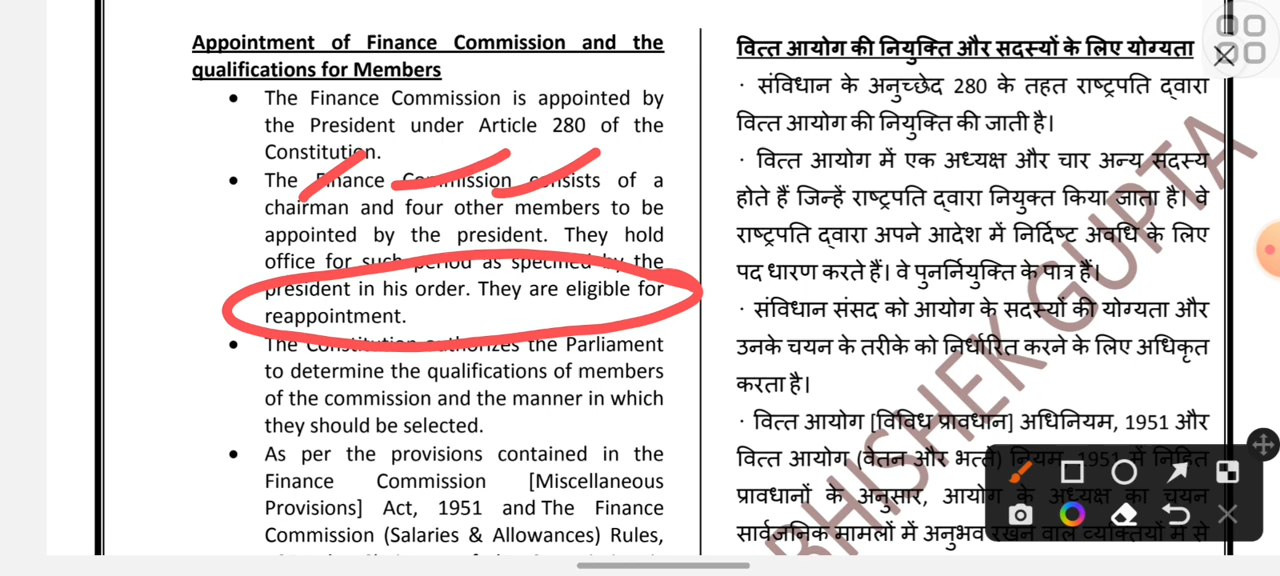 Appointment of Finance Commission and the
qualifications for Members
• The Finance Commission is appointed by
the President under Article 280 of the
Constitution.
• The Finance Commission consists of a
chairman and four other members to be
appointed by the president. They hold
office for such period as specified by the
president in his order. They are eligible for
reappointment.
• The Constitution authorizes the Parliament
to determine the qualifications of members
of the commission and the manner in which
they should be selected.
• As per the provisions contained in the
Finance Commission [Miscellaneous
Provisions] Act, 1951 and The Finance
Commission (Salaries & Allowances) Rules,
वित्त आयोग की नियुक्ति और सदस्यों के लिए योग्यता
· संविधान के अनुच्छेद 280 के तहत राष्ट्रपति द्वारा
वित्त आयोग की नियुक्ति की जाती है।
· वित्त आयोग में एक अध्यक्ष और चार अन्य सदस्य
होते हैं जिन्हें राष्ट्रपति द्वारा नियुक्त किया जाता है। वे
राष्ट्रपति द्वारा अपने आदेश में निर्दिष्ट अवधि के लिए
पद धारण करते हैं। वे पुनर्नियुक्ति के पात्र हैं।
· संविधान संसद को आयोग के सदस्यों की योग्यता और
उनके चयन के तरीके को निर्धारित करने के लिए अधिकृत
करता है।
· वित्त आयोग [विविध प्रावधान] अधिनियम, 1951 और
वित्त आयोग (वेतन और भत्ते) नियम, 1951 में निहित
प्रावधानों के अनुसार, आयोग के अध्यक्ष का चयन
सार्वजनिक मामलों में अनुभव रखने वाले व्यक्तियों में से
BHISHEK GUPTA